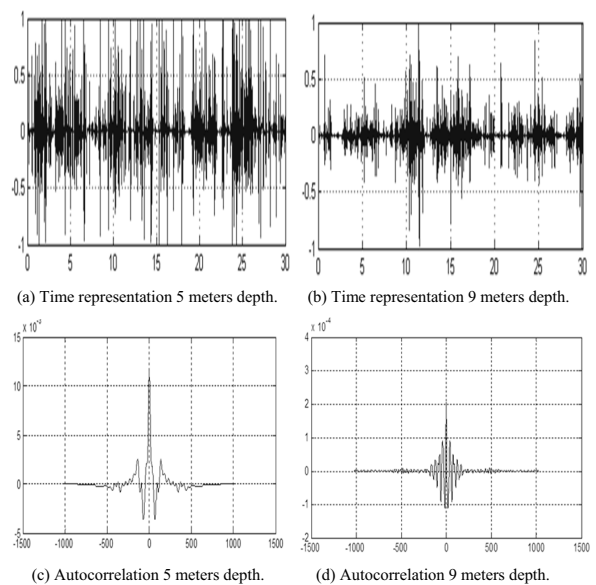 1
0.5
0
-0.5
-1
0 5 10 15 20 25 30
(a) Time representation 5 meters depth.
1
0.5
0
-0.5
-1
0 5 10 15 20 25 30
(b) Time representation 9 meters depth.
x 10⁻³
15
10
5
0
-5
-1500 -1000 -500 0 500 1000 1500
(c) Autocorrelation 5 meters depth.
x 10⁻⁴
4
3
2
1
0
-1
-2
-1500 -1000 -500 0 500 1000 1500
(d) Autocorrelation 9 meters depth.